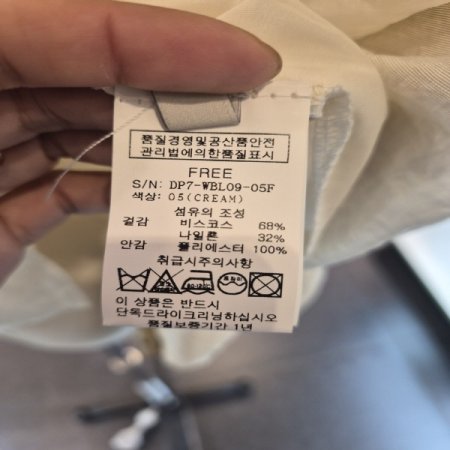 품질경영및공산품안전
관리법에의한품질표시
FREE
S/N: DP7-WBL09-05F
색상: 05(CREAM)
섬유의 조성
겉감 비스코스 68%
나일론 32%
안감 폴리에스터 100%
취급시주의사항
이 상품은 반드시
단독드라이크리닝하십시오
품질보증기간 1년